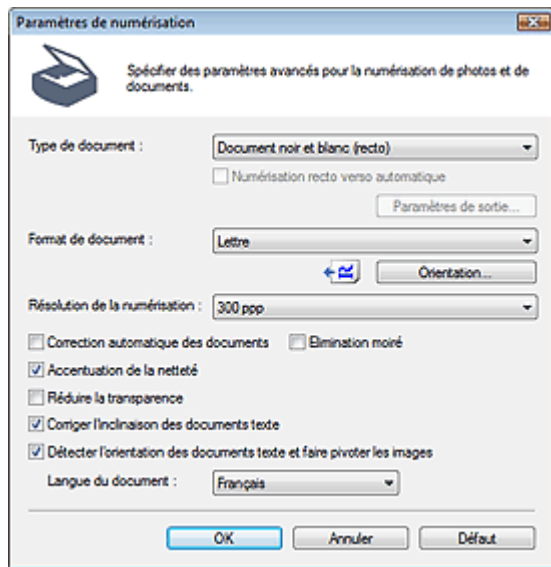 Paramètres de numérisation
Spécifier des paramètres avancés pour la numérisation de photos et de
documents.
Type de document :
Document noir et blanc (recto)
Numérisation recto verso automatique
Paramètres de sortie...
Format de document :
Lettre
Orientation...
Résolution de la numérisation :
300 ppp
Correction automatique des documents
Elimination moiré
Accentuation de la netteté
Réduire la transparence
Corriger l'inclinaison des documents texte
Détecter l'orientation des documents texte et faire pivoter les images
Langue du document :
Français
OK
Annuler
Défaut